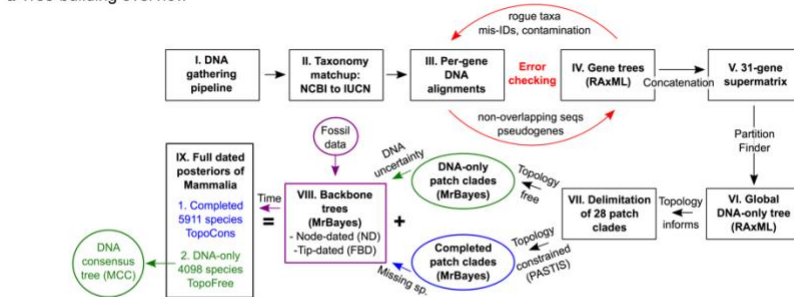 a Tree-building overview
rogue taxa
mis-IDs, contamination
I. DNA
gathering
pipeline
II. Taxonomy
matchup:
NCBI to IUCN
III. Per-gene
DNA
alignments
Error
checking
IV. Gene trees
(RAxML)
Concatenation
V. 31-gene
supermatrix
non-overlapping seqs
pseudogenes
Partition
Finder
Fossil
data
DNA
uncertainty
IX. Full dated
posteriors of
Mammalia
1. Completed
5911 species
TopoCons
2. DNA-only
4098 species
TopoFree
Time
=
VIII. Backbone
trees
(MrBayes)
- Node-dated (ND)
-Tip-dated (FBD)
+
DNA-only
patch clades
(MrBayes)
Topology
free
VII. Delimitation
of 28 patch
clades
Topology
informs
VI. Global
DNA-only tree
(RAxML)
DNA
consensus
tree (MCC)
Missing sp.
Completed
patch clades
(MrBayes)
Topology
constrained
(PASTIS)